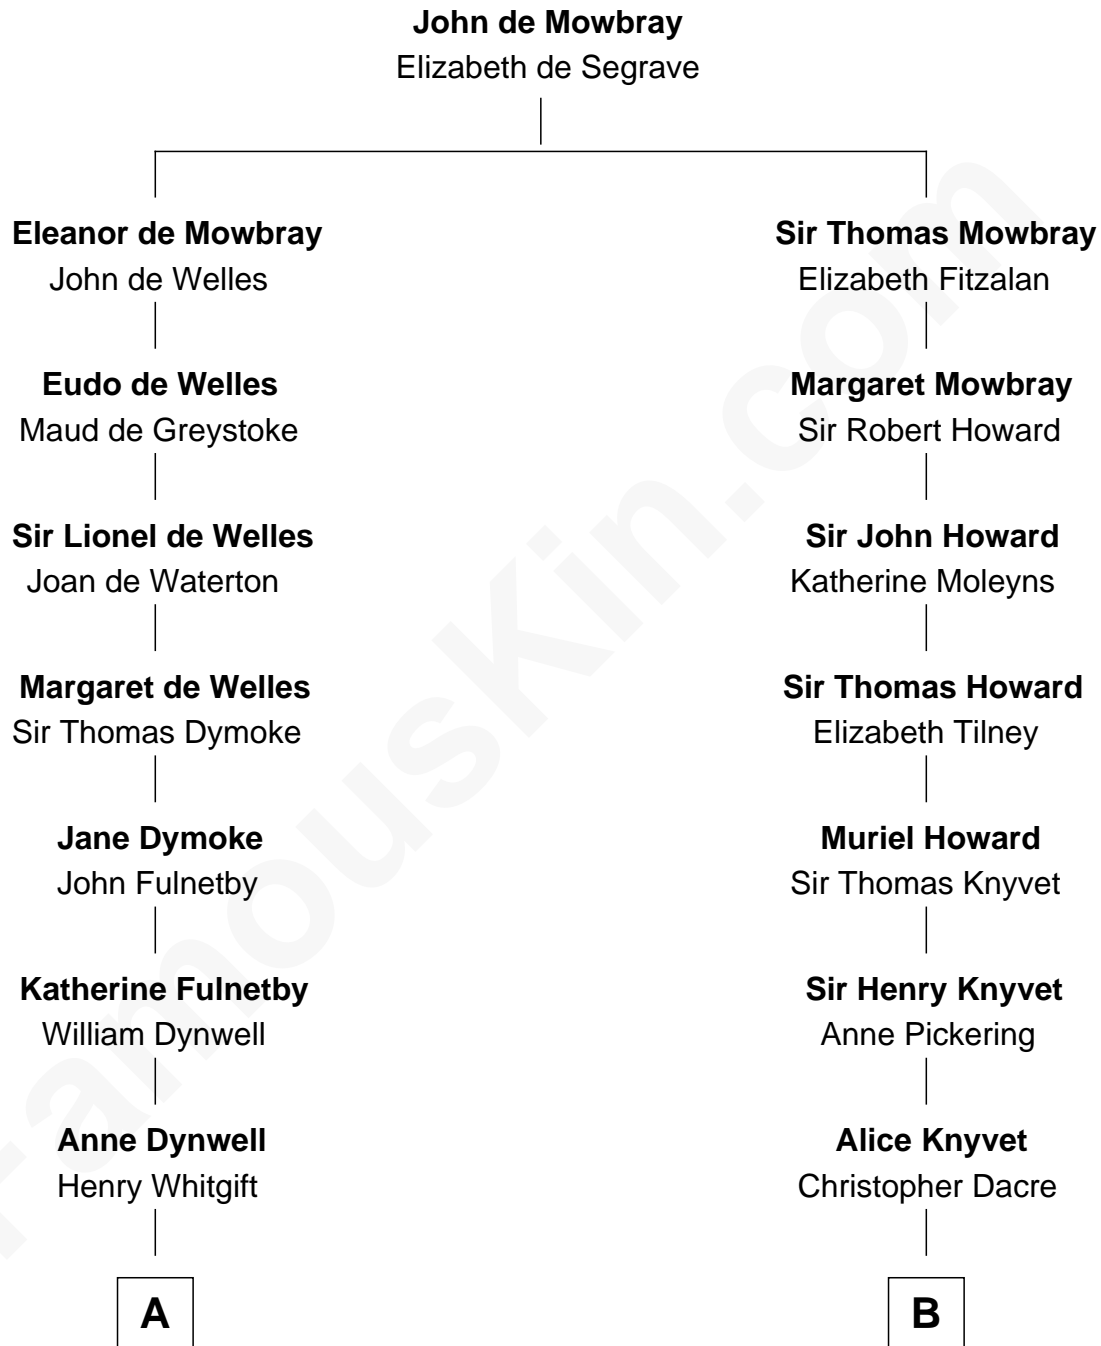 John de Mowbray
Elizabeth de Segrave
Eleanor de Mowbray
John de Welles
Sir Thomas Mowbray
Elizabeth Fitzalan
Eudo de Welles
Maud de Greystoke
Margaret Mowbray
Sir Robert Howard
Sir Lionel de Welles
Joan de Waterton
Sir John Howard
Katherine Moleyns
Margaret de Welles
Sir Thomas Dymoke
Sir Thomas Howard
Elizabeth Tilney
Jane Dymoke
John Fulnetby
Muriel Howard
Sir Thomas Knyvet
Katherine Fulnetby
William Dynwell
Sir Henry Knyvet
Anne Pickering
Anne Dynwell
Henry Whitgift
Alice Knyvet
Christopher Dacre
A
B
FamousKin.com